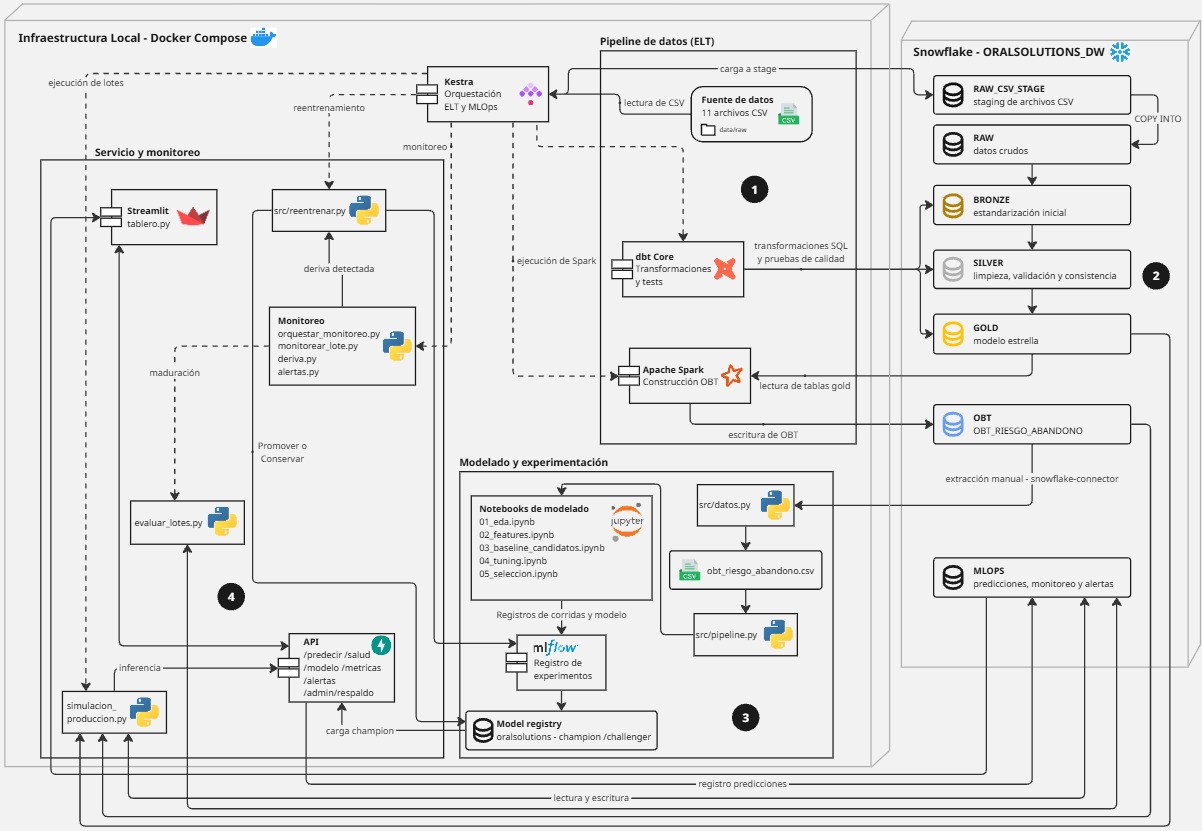 Infraestructura Local - Docker Compose
Pipeline de datos (ELT)
Snowflake - ORALSOLUTIONS_DW
ejecución de lotes
Kestra
Orquestación
ELT y MLOps
carga a stage
reentrenamiento
lectura de CSV
Fuente de datos
11 archivos CSV
data/raw
CSV
RAW_CSV_STAGE
staging de archivos CSV
COPY INTO
RAW
datos crudos
monitoreo
Servicio y monitoreo
1
Streamlit
tablero.py
src/reentrenar.py
BRONZE
estandarización inicial
deriva detectada
ejecución de Spark
dbt Core
Transformaciones
y tests
transformaciones SQL
y pruebas de calidad
SILVER
limpieza, validación y consistencia
2
Monitoreo
orquestar_monitoreo.py
monitorear_lote.py
deriva.py
alertas.py
GOLD
modelo estrella
maduración
Apache Spark
Construcción OBT
lectura de tablas gold
escritura de OBT
OBT
OBT_RIESGO_ABANDONO
Promover o
Conservar
Modelado y experimentación
extracción manual - snowflake-connector
evaluar_lotes.py
Notebooks de modelado
01_eda.ipynb
02_features.ipynb
03_baseline_candidatos.ipynb
04_tuning.ipynb
05_seleccion.ipynb
jupyter
src/datos.py
CSV
obt_riesgo_abandono.csv
MLOPS
predicciones, monitoreo y alertas
4
Registros de corridas y modelo
src/pipeline.py
API
/predecir /salud
/modelo /metricas
/alertas
/admin/respaldo
mlflow
Registro de
experimentos
inferencia
simulacion_
produccion.py
carga champion
Model registry
oralsolutions - champion /challenger
3
registro predicciones
lectura y escritura